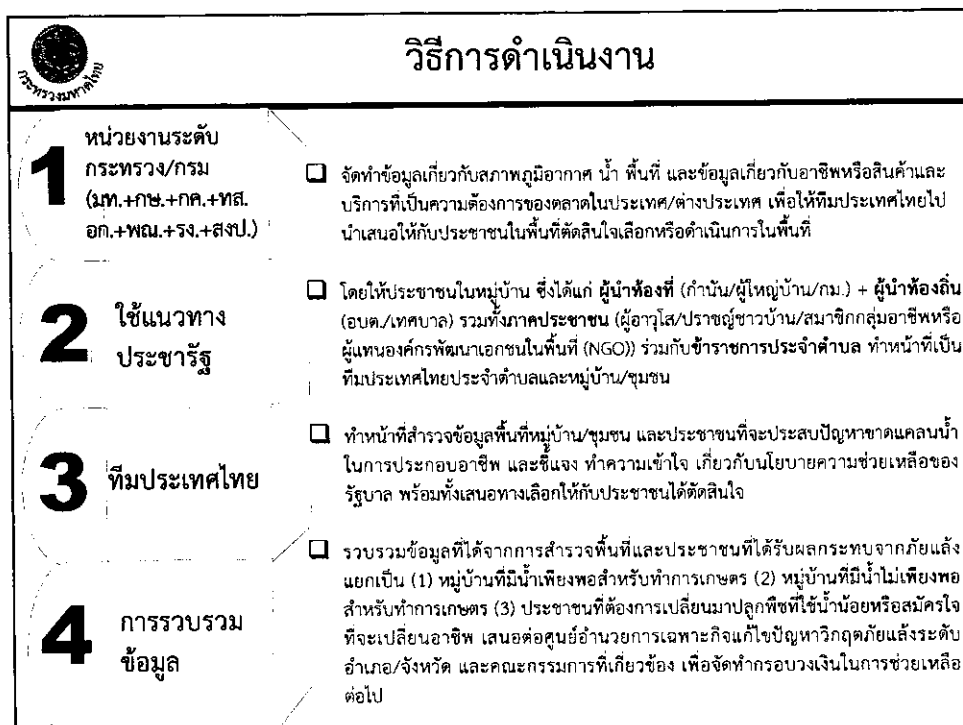 วิธีการดำเนินงาน
กระทรวงมหาดไทย
1
หน่วยงานระดับ
กระทรวง/กรม
(มท.+กษ.+กค.+ทส.
อก.+พณ.+รง.+สงป.)
❑ จัดทำข้อมูลเกี่ยวกับสภาพภูมิอากาศ น้ำ พื้นที่ และข้อมูลเกี่ยวกับอาชีพหรือสินค้าและ
บริการที่เป็นความต้องการของตลาดในประเทศ/ต่างประเทศ เพื่อให้ทีมประเทศไทยไป
นำเสนอให้กับประชาชนในพื้นที่ตัดสินใจเลือกหรือดำเนินการในพื้นที่
2
ใช้แนวทาง
ประชารัฐ
❑ โดยให้ประชาชนในหมู่บ้าน ซึ่งได้แก่ ผู้นำท้องที่ (กำนัน/ผู้ใหญ่บ้าน/กม.) + ผู้นำท้องถิ่น
(อบต./เทศบาล) รวมทั้งภาคประชาชน (ผู้อาวุโส/ปราชญ์ชาวบ้าน/สมาชิกกลุ่มอาชีพหรือ
ผู้แทนองค์กรพัฒนาเอกชนในพื้นที่ (NGO)) ร่วมกับข้าราชการประจำตำบล ทำหน้าที่เป็น
ทีมประเทศไทยประจำตำบลและหมู่บ้าน/ชุมชน
3
ทีมประเทศไทย
❑ ทำหน้าที่สำรวจข้อมูลพื้นที่หมู่บ้าน/ชุมชน และประชาชนที่จะประสบปัญหาขาดแคลนน้ำ
ในการประกอบอาชีพ และชี้แจง ทำความเข้าใจ เกี่ยวกับนโยบายความช่วยเหลือของ
รัฐบาล พร้อมทั้งเสนอทางเลือกให้กับประชาชนได้ตัดสินใจ
4
การรวบรวม
ข้อมูล
❑ รวบรวมข้อมูลที่ได้จากการสำรวจพื้นที่และประชาชนที่ได้รับผลกระทบจากภัยแล้ง
แยกเป็น (1) หมู่บ้านที่มีน้ำเพียงพอสำหรับทำการเกษตร (2) หมู่บ้านที่มีน้ำไม่เพียงพอ
สำหรับทำการเกษตร (3) ประชาชนที่ต้องการเปลี่ยนมาปลูกพืชที่ใช้น้ำน้อยหรือสมัครใจ
ที่จะเปลี่ยนอาชีพ เสนอต่อศูนย์อำนวยการเฉพาะกิจแก้ไขปัญหาวิกฤตภัยแล้งระดับ
อำเภอ/จังหวัด และคณะกรรมการที่เกี่ยวข้อง เพื่อจัดทำกรอบวงเงินในการช่วยเหลือ
ต่อไป